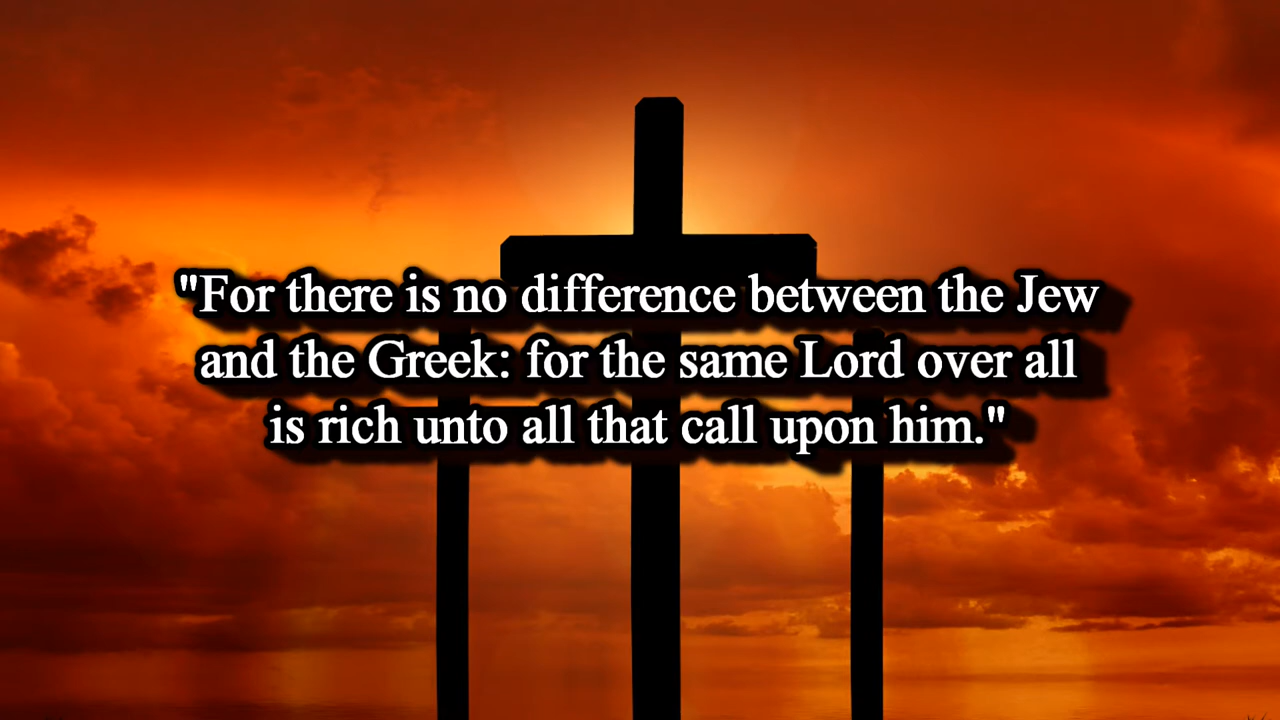 "For there is no difference between the Jew
and the Greek: for the same Lord over all
is rich unto all that call upon him."